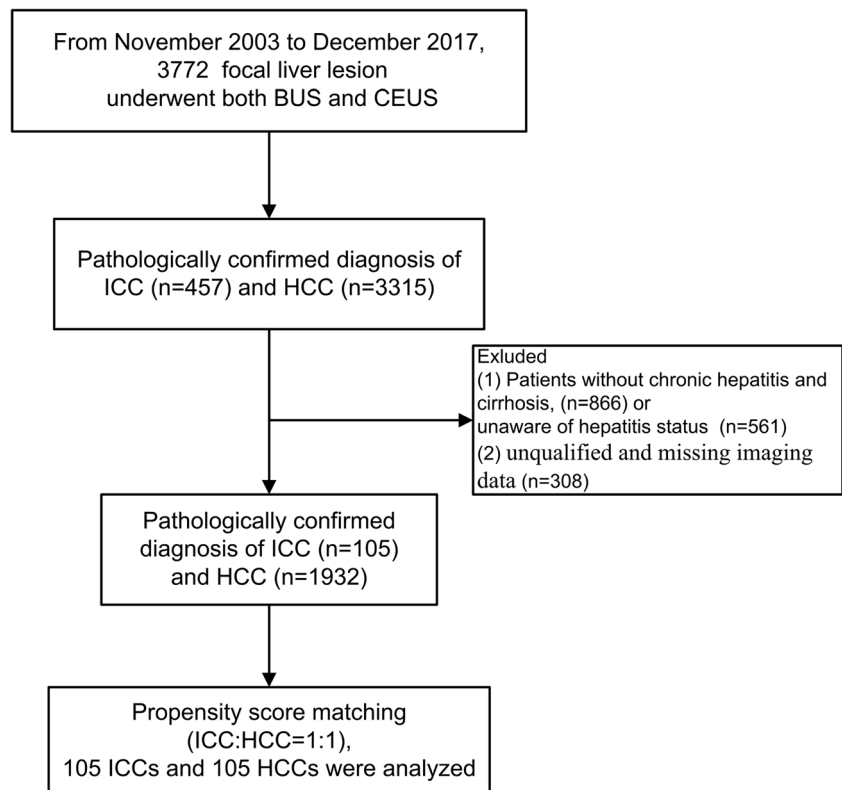 From November 2003 to December 2017,
3772 focal liver lesion
underwent both BUS and CEUS
Pathologically confirmed diagnosis of
ICC (n=457) and HCC (n=3315)
Exluded
(1) Patients without chronic hepatitis and
cirrhosis, (n=866) or
unaware of hepatitis status (n=561)
(2) unqualified and missing imaging
data (n=308)
Pathologically confirmed
diagnosis of ICC (n=105)
and HCC (n=1932)
Propensity score matching
(ICC:HCC=1:1),
105 ICCs and 105 HCCs were analyzed